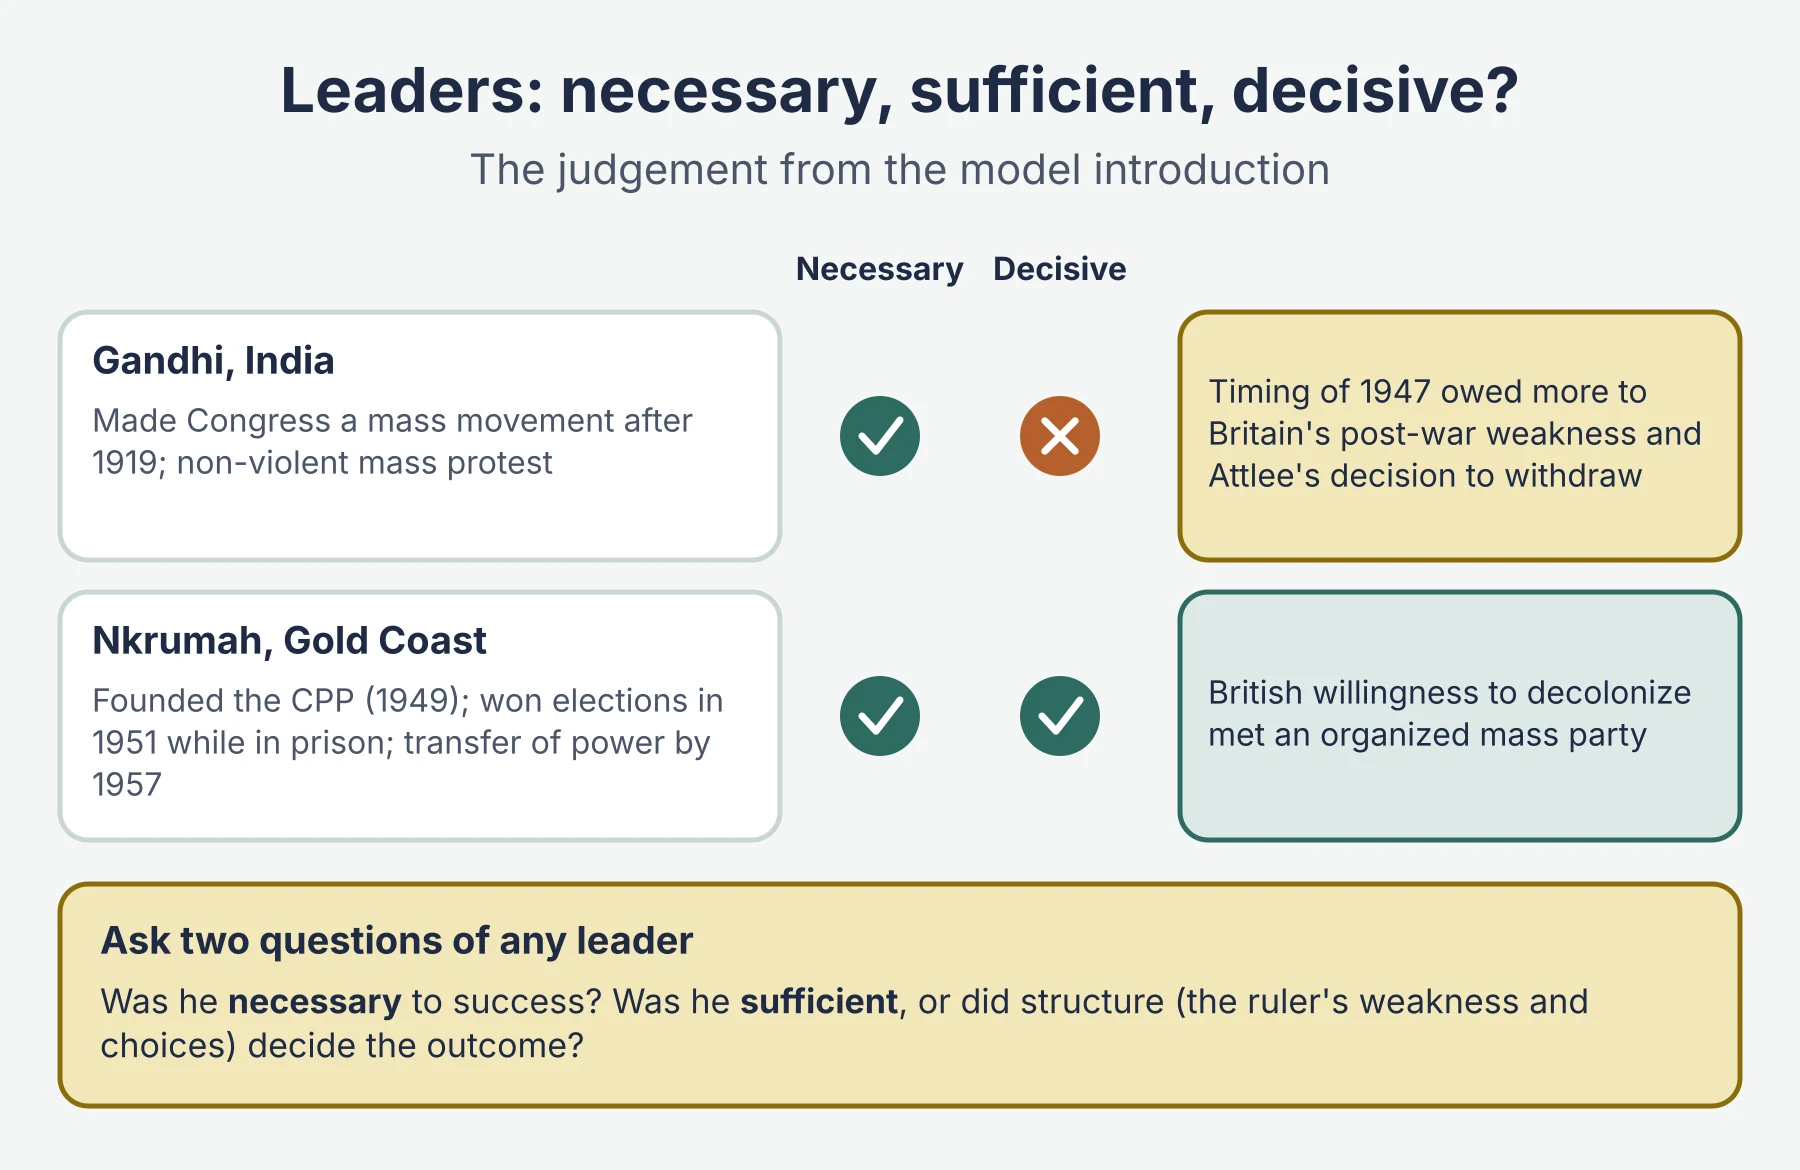 Leaders: necessary, sufficient, decisive?
The judgement from the model introduction
Necessary Decisive
Gandhi, India
Made Congress a mass movement after
1919; non-violent mass protest
Timing of 1947 owed more to
Britain's post-war weakness and
Attlee's decision to withdraw
Nkrumah, Gold Coast
Founded the CPP (1949); won elections in
1951 while in prison; transfer of power by
1957
British willingness to decolonize
met an organized mass party
Ask two questions of any leader
Was he necessary to success? Was he sufficient, or did structure (the ruler's weakness and
choices) decide the outcome?